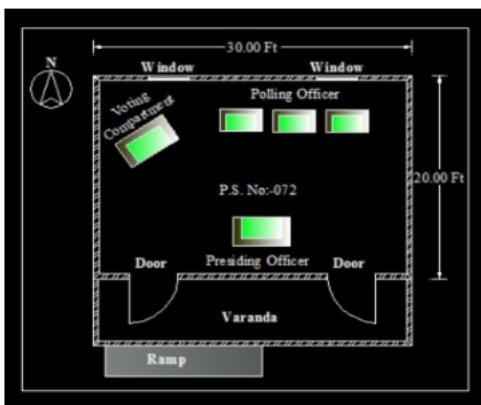 30.00 Ft
N
Window Window
Voting
Compartment
Polling Officer
20.00 Ft
P.S. No:-072
Door Presiding Officer Door
Varanda
Ramp